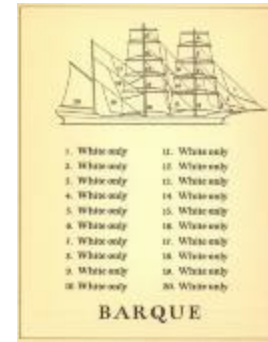 1. White only 11. White only
2. White only 12. White only
3. White only 13. White only
4. White only 14. White only
5. White only 15. White only
6. White only 16. White only
7. White only 17. White only
8. White only 18. White only
9. White only 19. White only
10. White only 20. White only
BARQUE